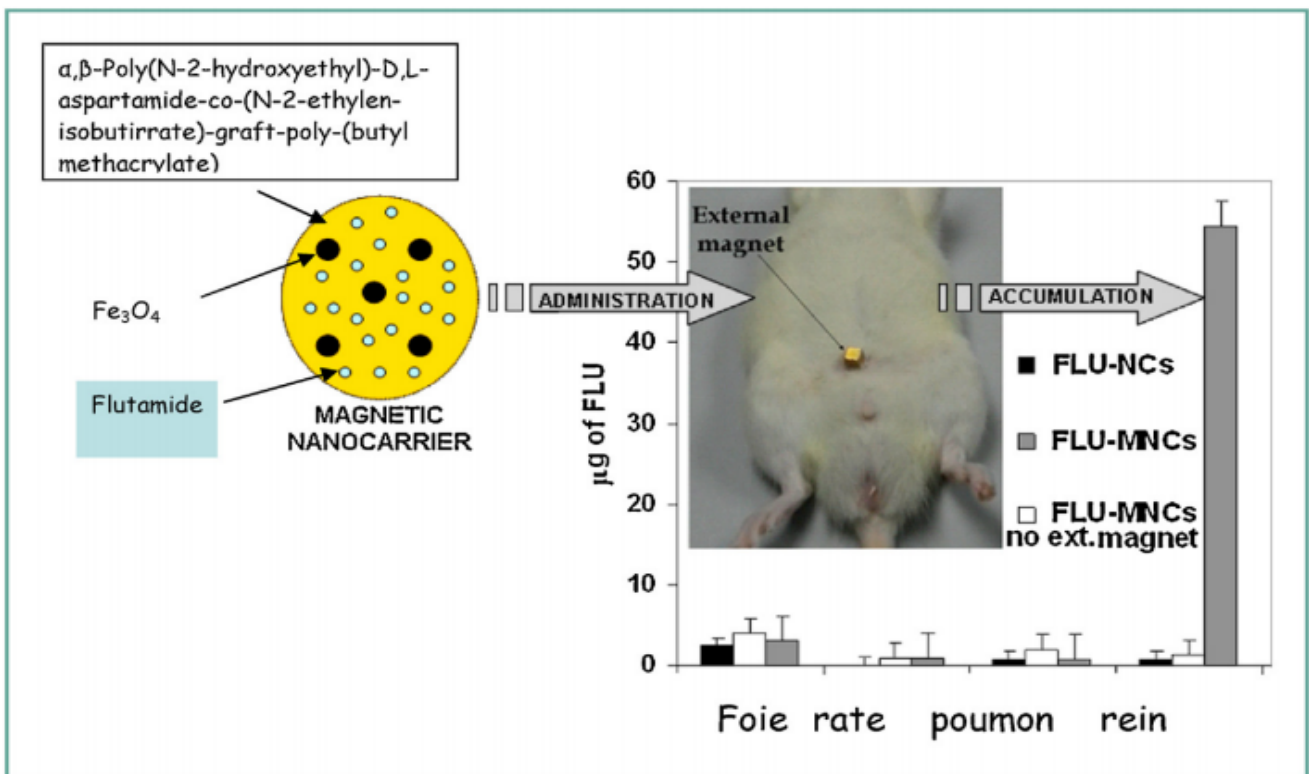 α,β-Poly(N-2-hydroxyethyl)-D,L-
aspartamide-co-(N-2-ethylen-
isobutirrate)-graft-poly-(butyl
methacrylate)
Fe₃O₄
Flutamide
MAGNETIC
NANOCARRIER
ADMINISTRATION
External
magnet
ACCUMULATION
µg of FLU
60
50
40
30
20
10
0
FLU-NCs
FLU-MNCs
FLU-MNCs
no ext.magnet
Foie rate poumon rein